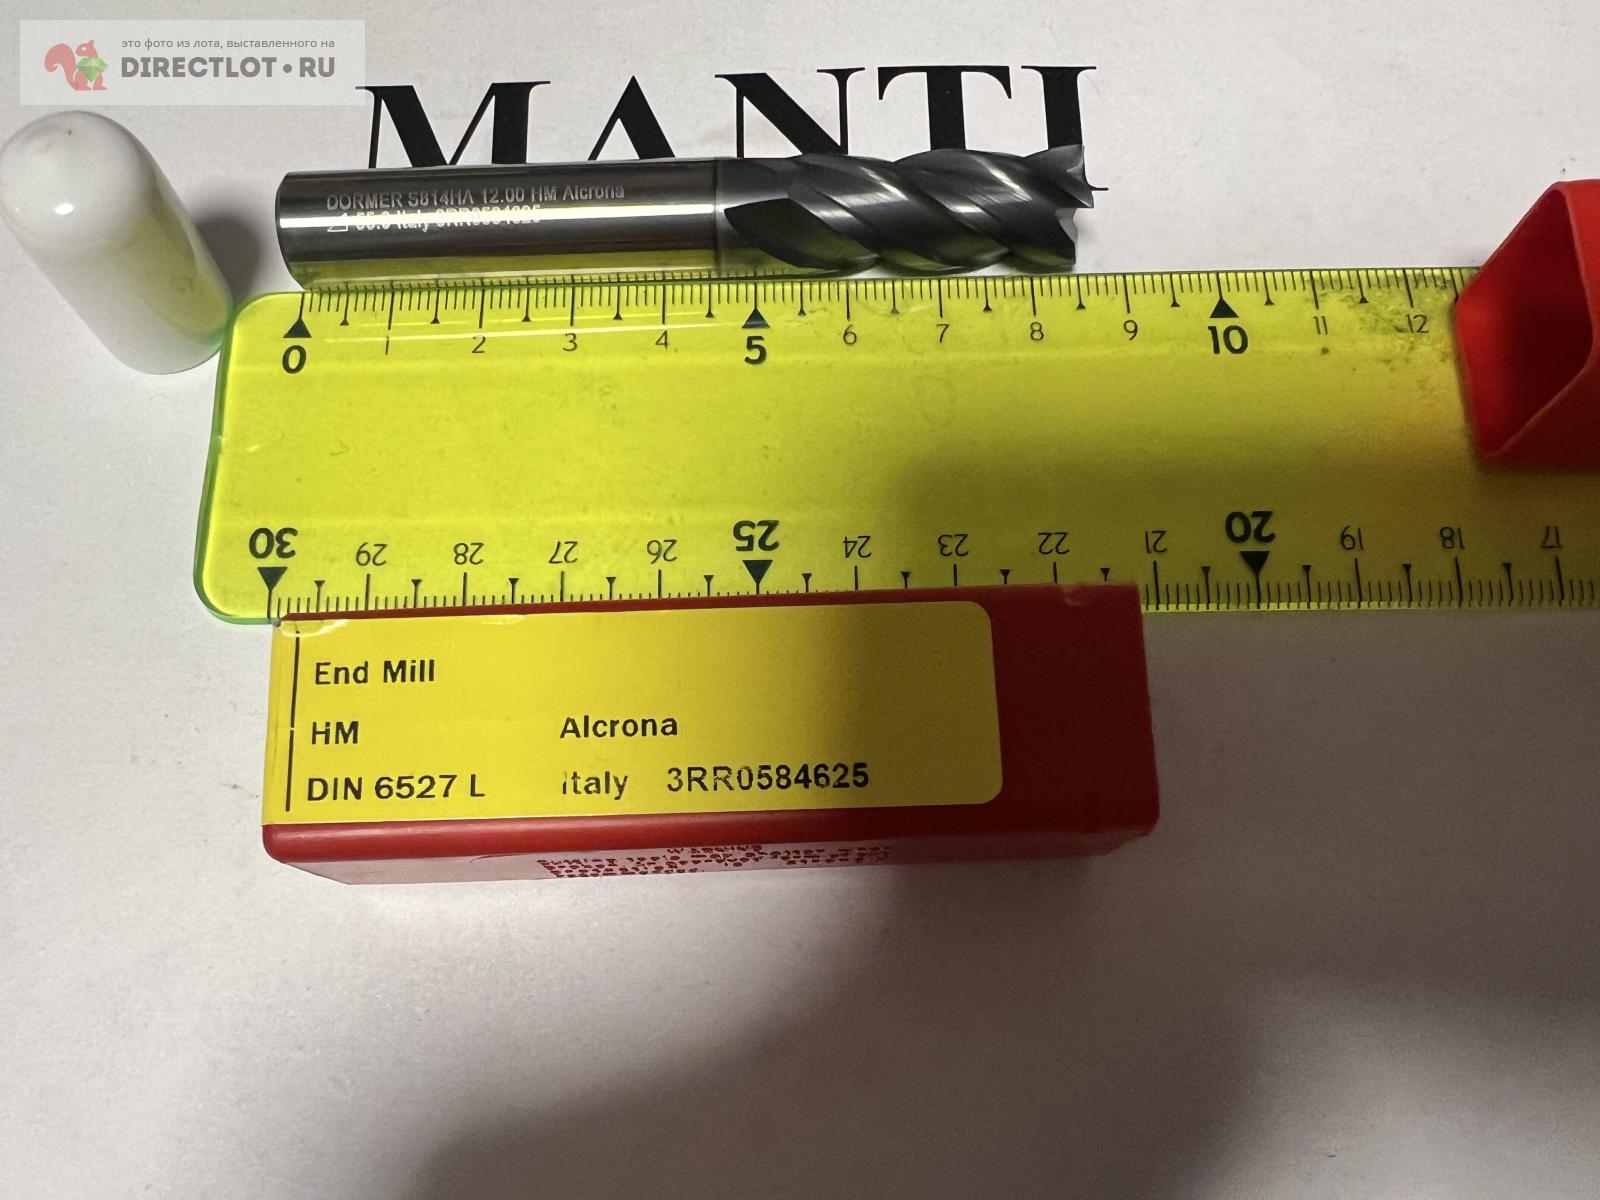 это фото из лота, выставленного на
DIRECTLOT•RU
MANTI
DORMER S814HA 12.00 HM Alcrona
Italy 3RR0584625
0 1 2 3 4 5 6 7 8 9 10 11 12
30 29 28 27 26 25 24 23 22 21 20 19 18 17
End Mill
HM Alcrona
DIN 6527 L Italy 3RR0584625